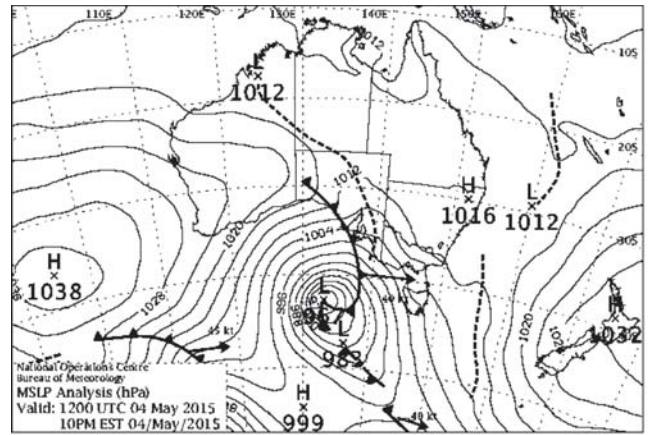 110E
120E
130E
140E
150E
160E
1012
10S
L
1012
20S
1012
H
1016
L
1012
1020
1004
30S
H
1038
1028
996
988
L
L
963
40 kt
45 kt
1020
H
1032
National Operations Centre
Bureau of Meteorology
MSLP Analysis (hPa)
Valid: 1200 UTC 04 May 2015
10PM EST 04/May/2015
H
999
40 kt